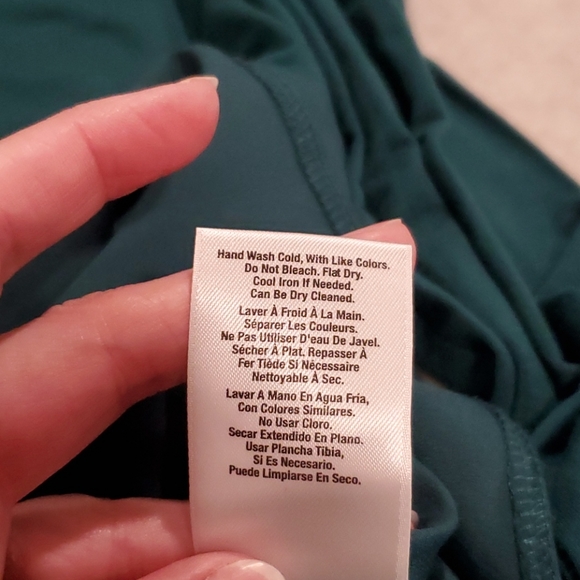 Hand Wash Cold, With Like Colors.
Do Not Bleach. Flat Dry.
Cool Iron If Needed.
Can Be Dry Cleaned.
Laver À Froid À La Main.
Séparer Les Couleurs.
Ne Pas Utiliser D'eau De Javel.
Sécher À Plat. Repasser À
Fer Tiède Si Nécessaire
Nettoyable À Sec.
Lavar A Mano En Agua Fria,
Con Colores Similares.
No Usar Cloro.
Secar Extendido En Plano.
Usar Plancha Tibia,
Si Es Necesario.
Puede Limpiarse En Seco.